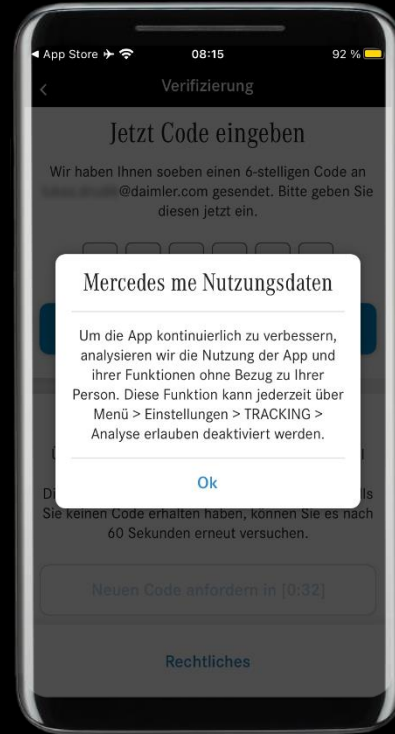 App Store
08:15
92 %
Verifizierung
Jetzt Code eingeben
Wir haben Ihnen soeben einen 6-stelligen Code an
@daimler.com gesendet. Bitte geben Sie
diesen jetzt ein.
Mercedes me Nutzungsdaten
Um die App kontinuierlich zu verbessern,
analysieren wir die Nutzung der App und
ihrer Funktionen ohne Bezug zu Ihrer
Person. Diese Funktion kann jederzeit über
Menü > Einstellungen > TRACKING >
Analyse erlauben deaktiviert werden.
Ok
Sie keinen Code erhalten haben, können Sie es nach
60 Sekunden erneut versuchen.
Neuen Code anfordern in [0:32]
Rechtliches